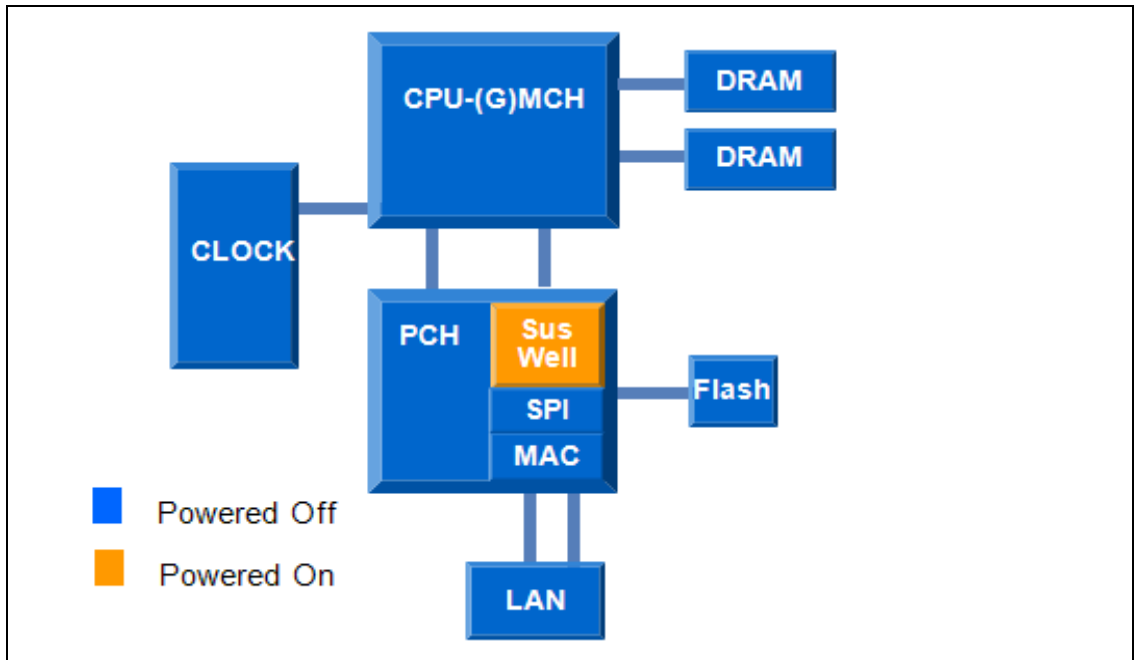 CPU-(G)MCH
DRAM
DRAM
CLOCK
PCH
Sus
Well
SPI
MAC
Flash
Powered Off
Powered On
LAN